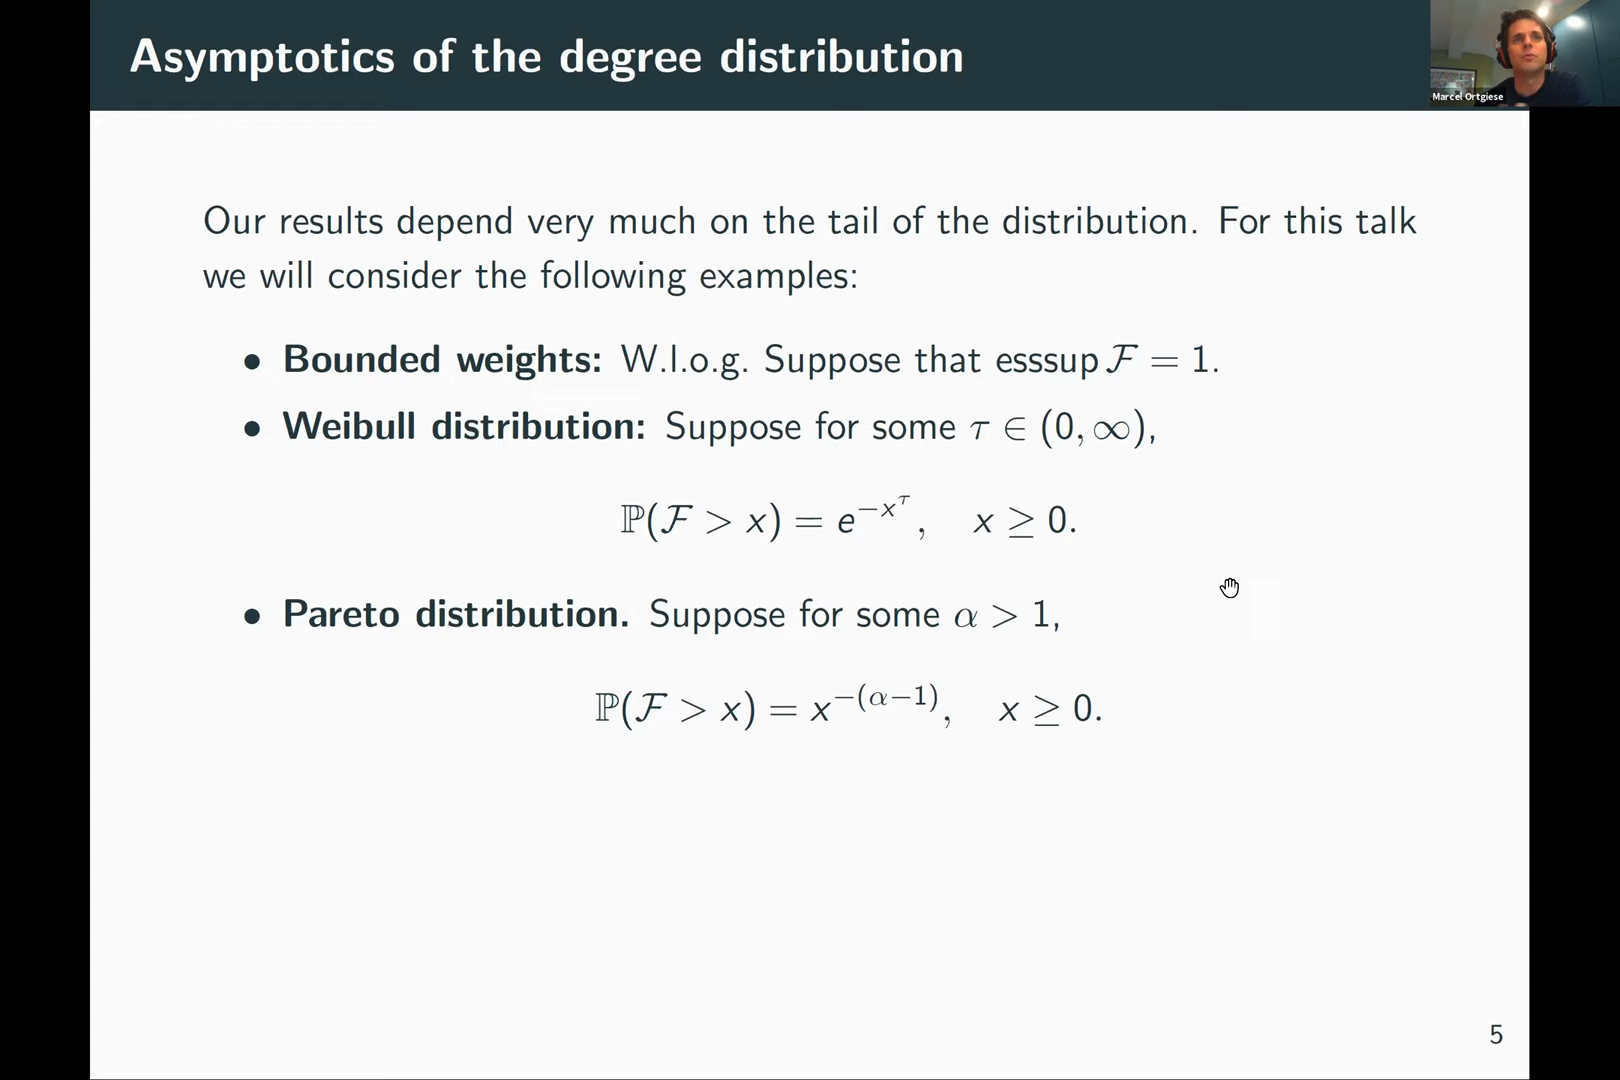 Asymptotics of the degree distribution
Marcel Ortgiese
Our results depend very much on the tail of the distribution. For this talk
we will consider the following examples:
• Bounded weights: W.l.o.g. Suppose that esssup ℱ = 1.
• Weibull distribution: Suppose for some τ ∈ (0, ∞),
ℙ(ℱ > x) = e^{−x^τ}, x ≥ 0.
• Pareto distribution. Suppose for some α > 1,
ℙ(ℱ > x) = x^{−(α−1)}, x ≥ 0.
5